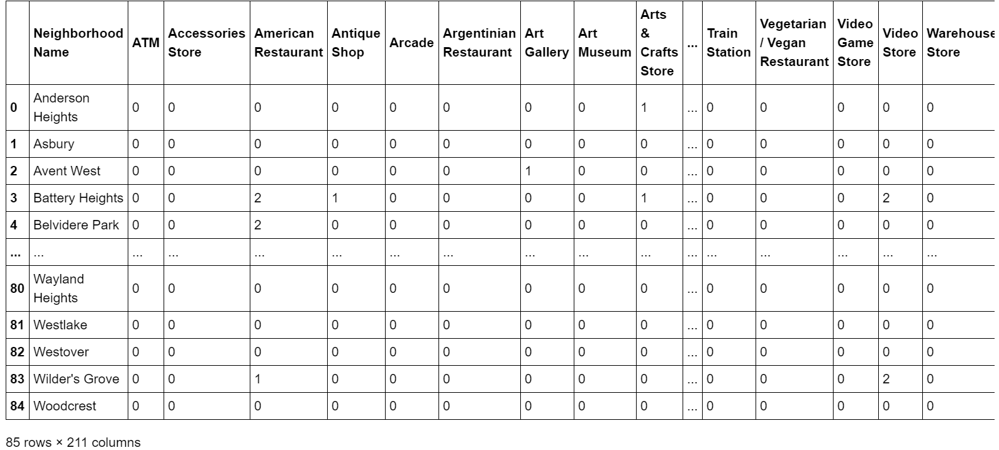 Neighborhood Name ATM Accessories Store American Restaurant Antique Shop Arcade Argentinian Restaurant Art Gallery Art Museum Arts & Crafts Store ... Train Station Vegetarian / Vegan Restaurant Video Game Store Video Store Warehouse Store
0 Anderson Heights 0 0 0 0 0 0 0 0 1 ... 0 0 0 0 0
1 Asbury 0 0 0 0 0 0 0 0 0 ... 0 0 0 0 0
2 Avent West 0 0 0 0 0 0 1 0 0 ... 0 0 0 0 0
3 Battery Heights 0 0 2 1 0 0 0 0 1 ... 0 0 0 2 0
4 Belvidere Park 0 0 2 0 0 0 0 0 0 ... 0 0 0 0 0
... ... ... ... ... ... ... ... ... ... ... ... ... ... ... ... ...
80 Wayland Heights 0 0 0 0 0 0 0 0 0 ... 0 0 0 0 0
81 Westlake 0 0 0 0 0 0 0 0 0 ... 0 0 0 0 0
82 Westover 0 0 0 0 0 0 0 0 0 ... 0 0 0 0 0
83 Wilder's Grove 0 0 1 0 0 0 0 0 0 ... 0 0 0 2 0
84 Woodcrest 0 0 0 0 0 0 0 0 0 ... 0 0 0 0 0
85 rows × 211 columns